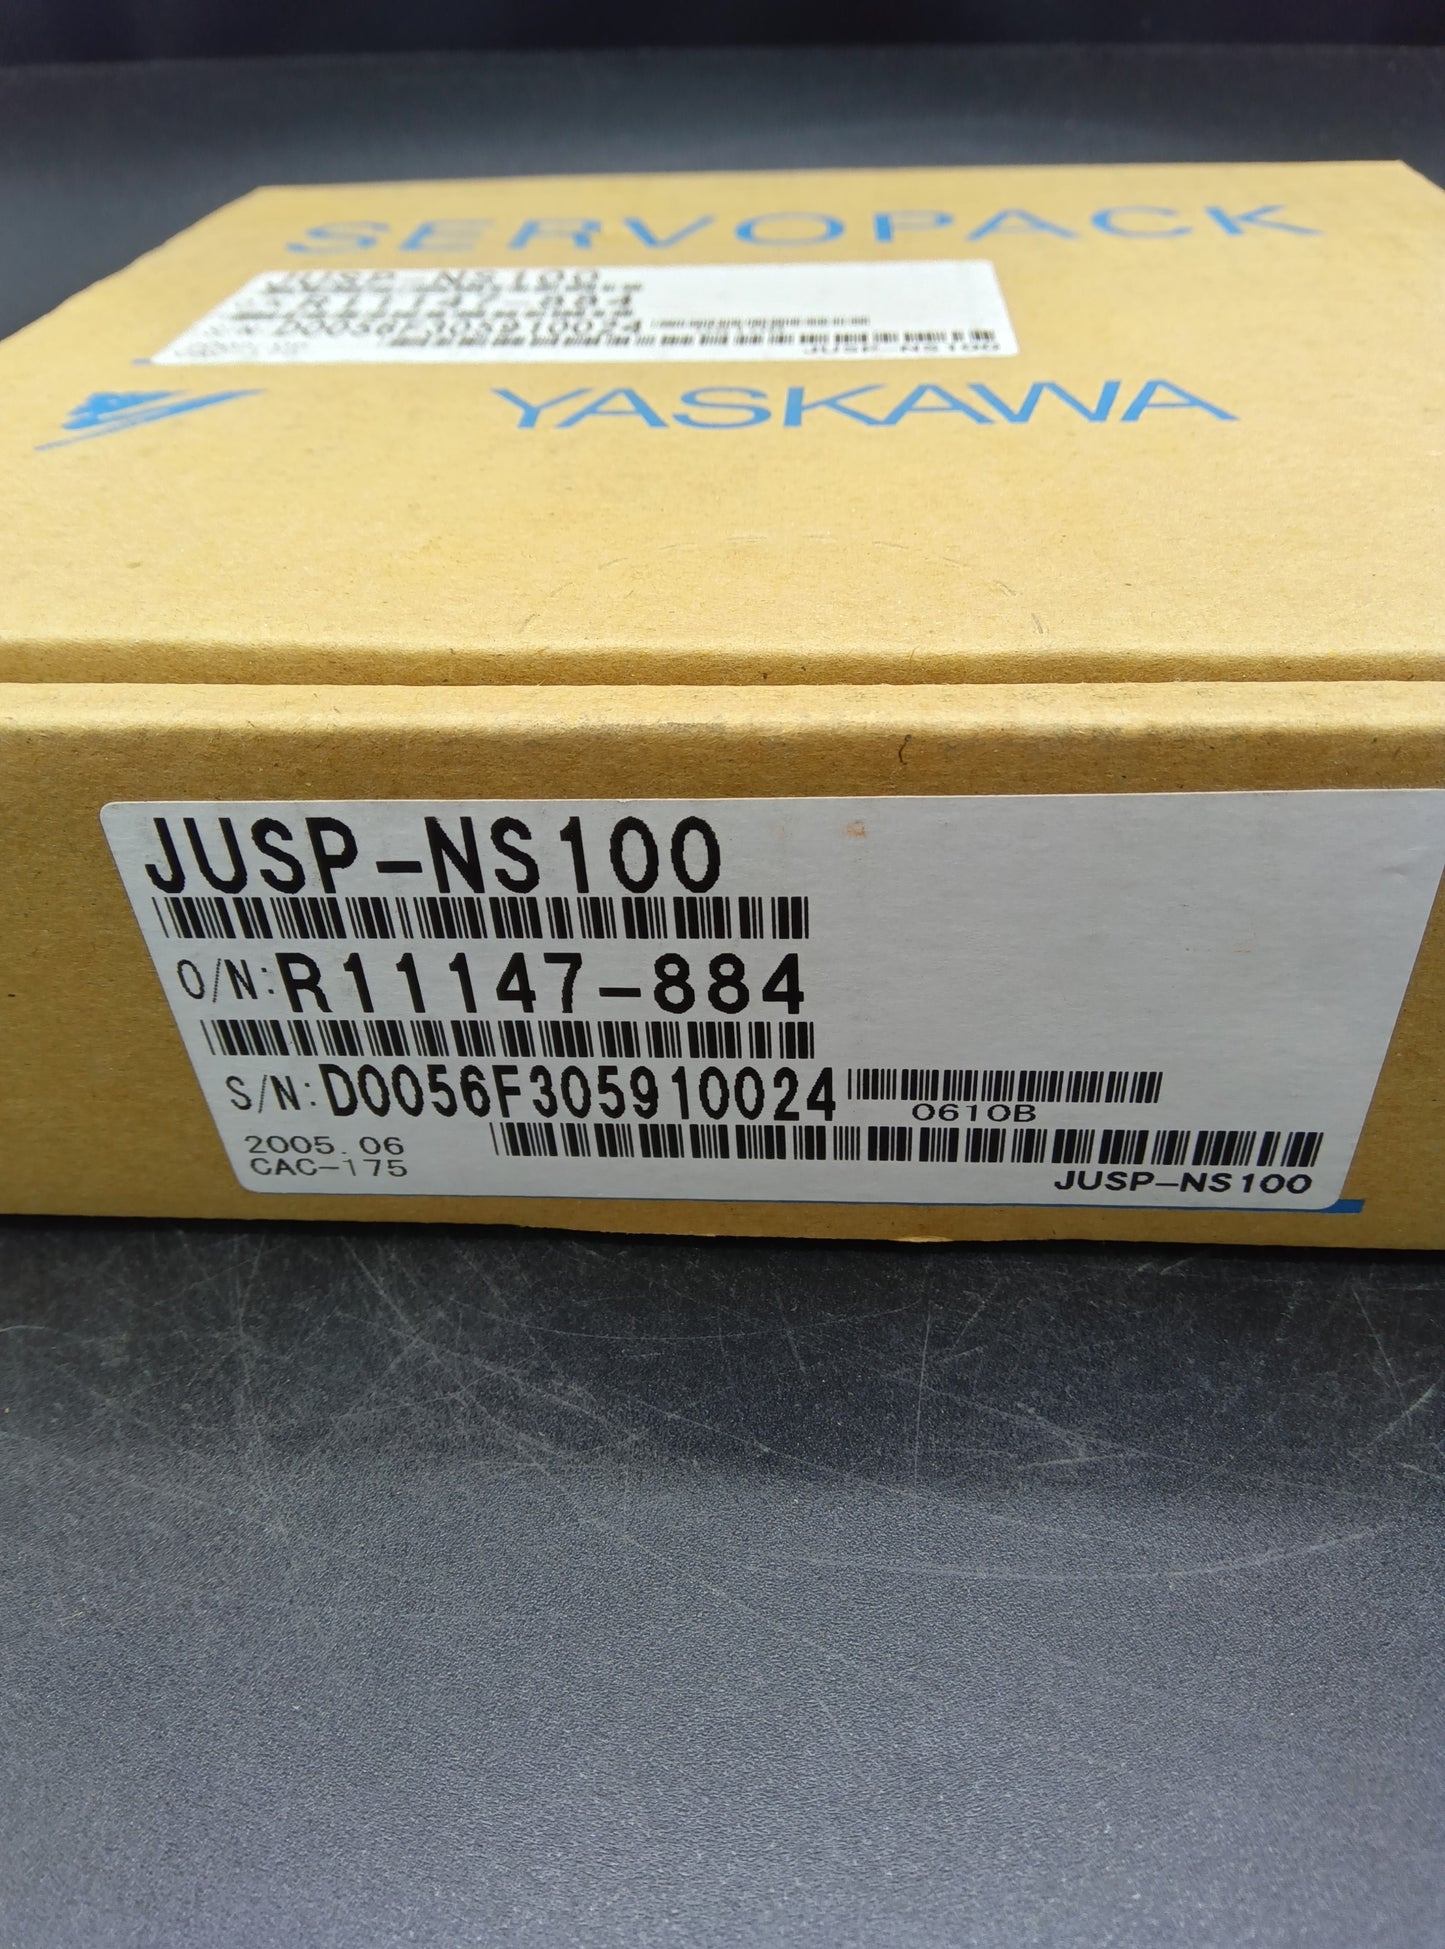 SERVOPACK
JUSP-NS100
R11147-884
S/N: D0056F305910024
JUSP-NS100
YASKAWA
JUSP-NS100
O/N: R11147-884
S/N: D0056F305910024
0610B
2005.06
CAC-175
JUSP-NS100